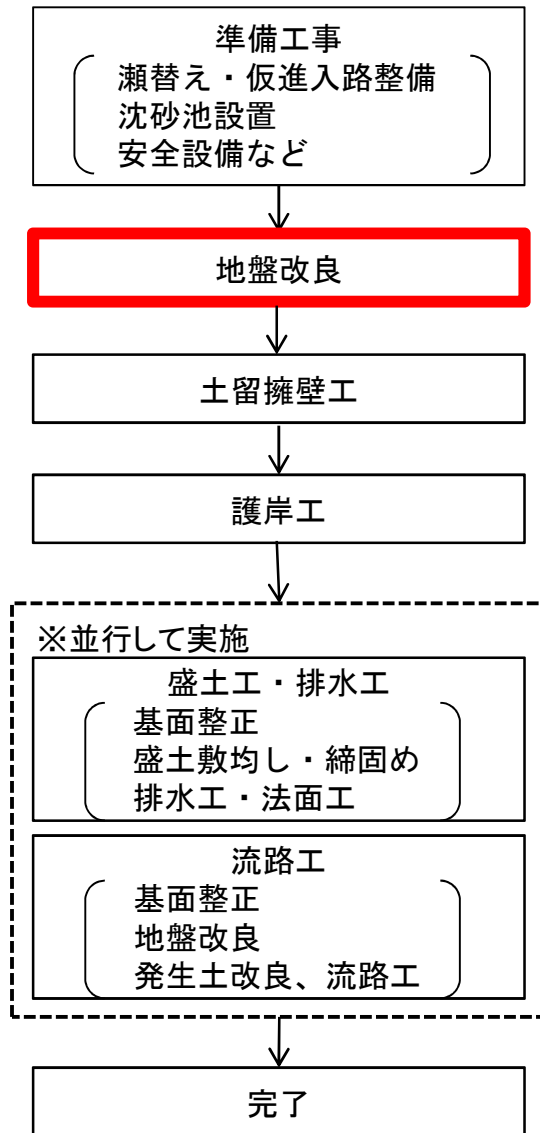 準備工事
瀬替え・仮進入路整備
沈砂池設置
安全設備など
地盤改良
土留擁壁工
護岸工
※並行して実施
盛土工・排水工
基面整正
盛土敷均し・締固め
排水工・法面工
流路工
基面整正
地盤改良
発生土改良、流路工
完了